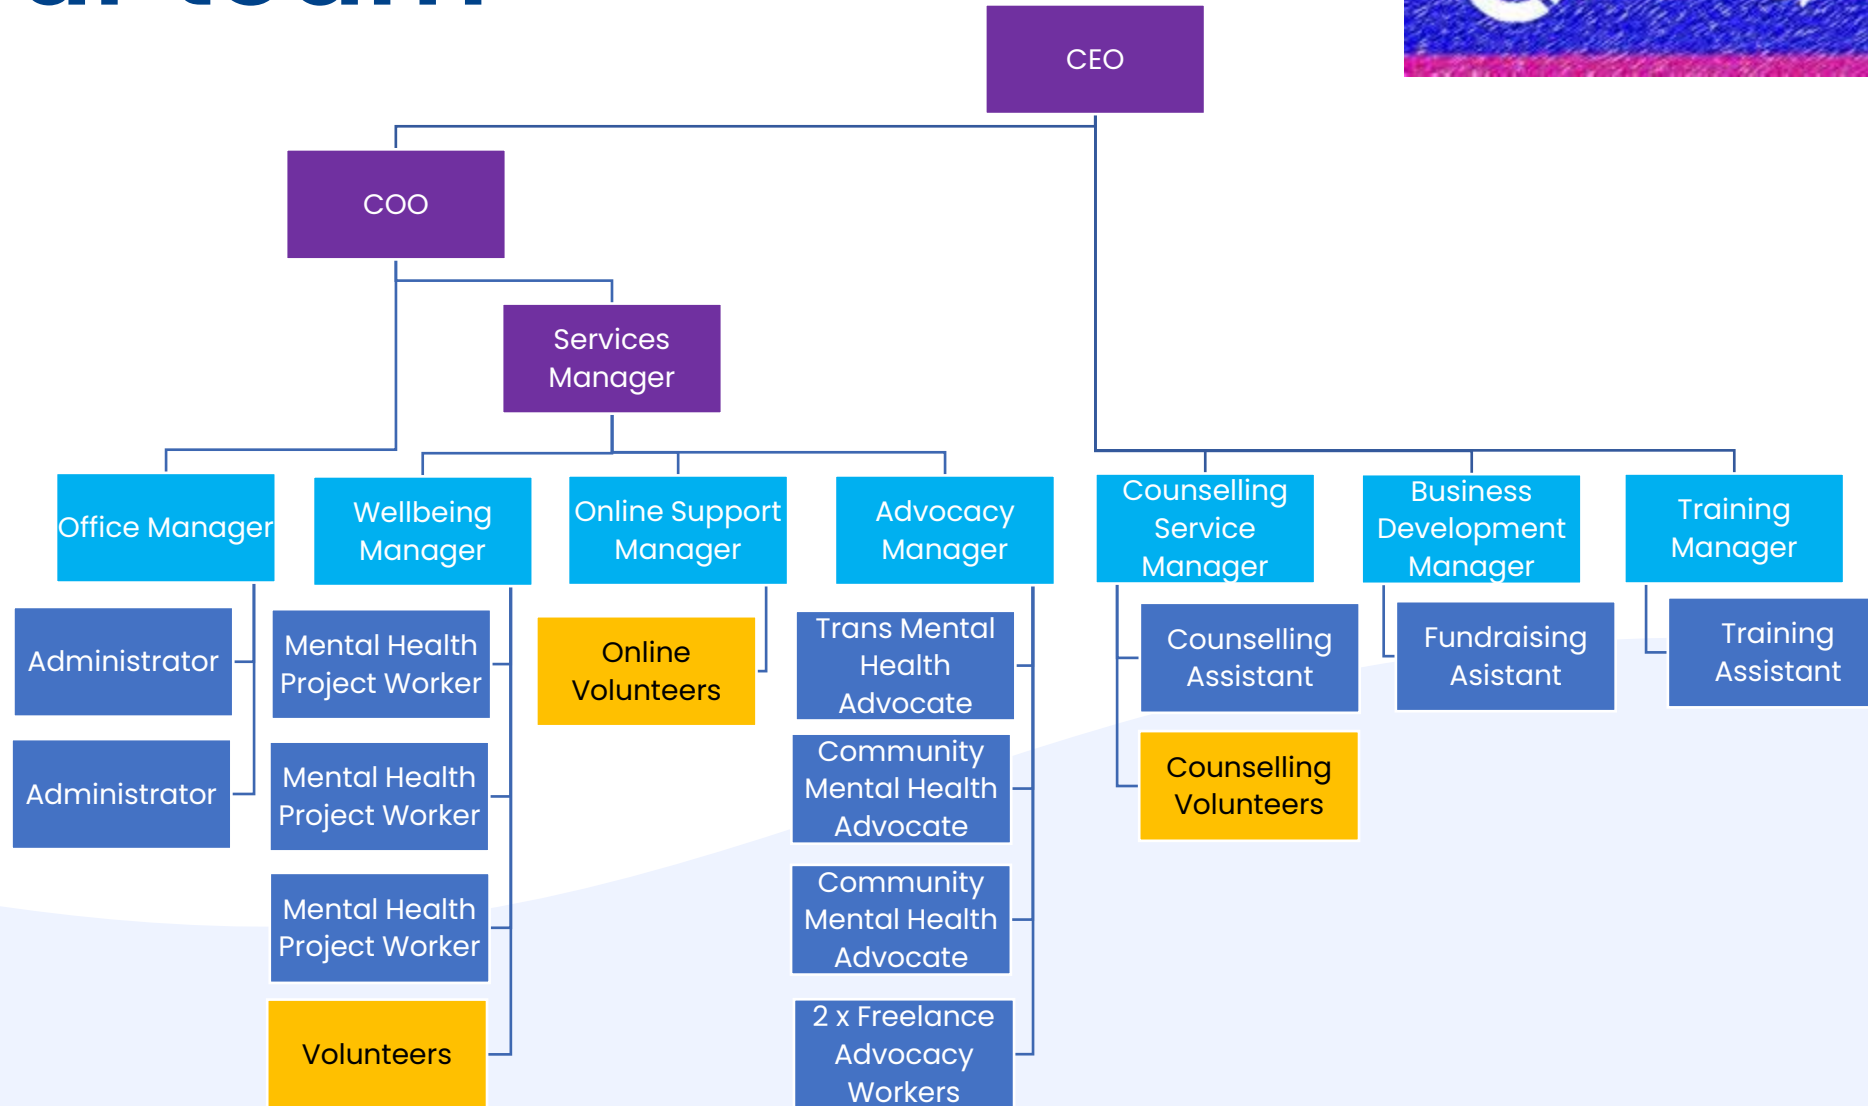 ur team
CEO
COO
Services
Manager
Office Manager
Wellbeing
Manager
Online Support
Manager
Advocacy
Manager
Counselling
Service
Manager
Business
Development
Manager
Training
Manager
Administrator
Administrator
Mental Health
Project Worker
Mental Health
Project Worker
Mental Health
Project Worker
Volunteers
Online
Volunteers
Trans Mental
Health
Advocate
Community
Mental Health
Advocate
Community
Mental Health
Advocate
2 x Freelance
Advocacy
Workers
Counselling
Assistant
Counselling
Volunteers
Fundraising
Asistant
Training
Assistant